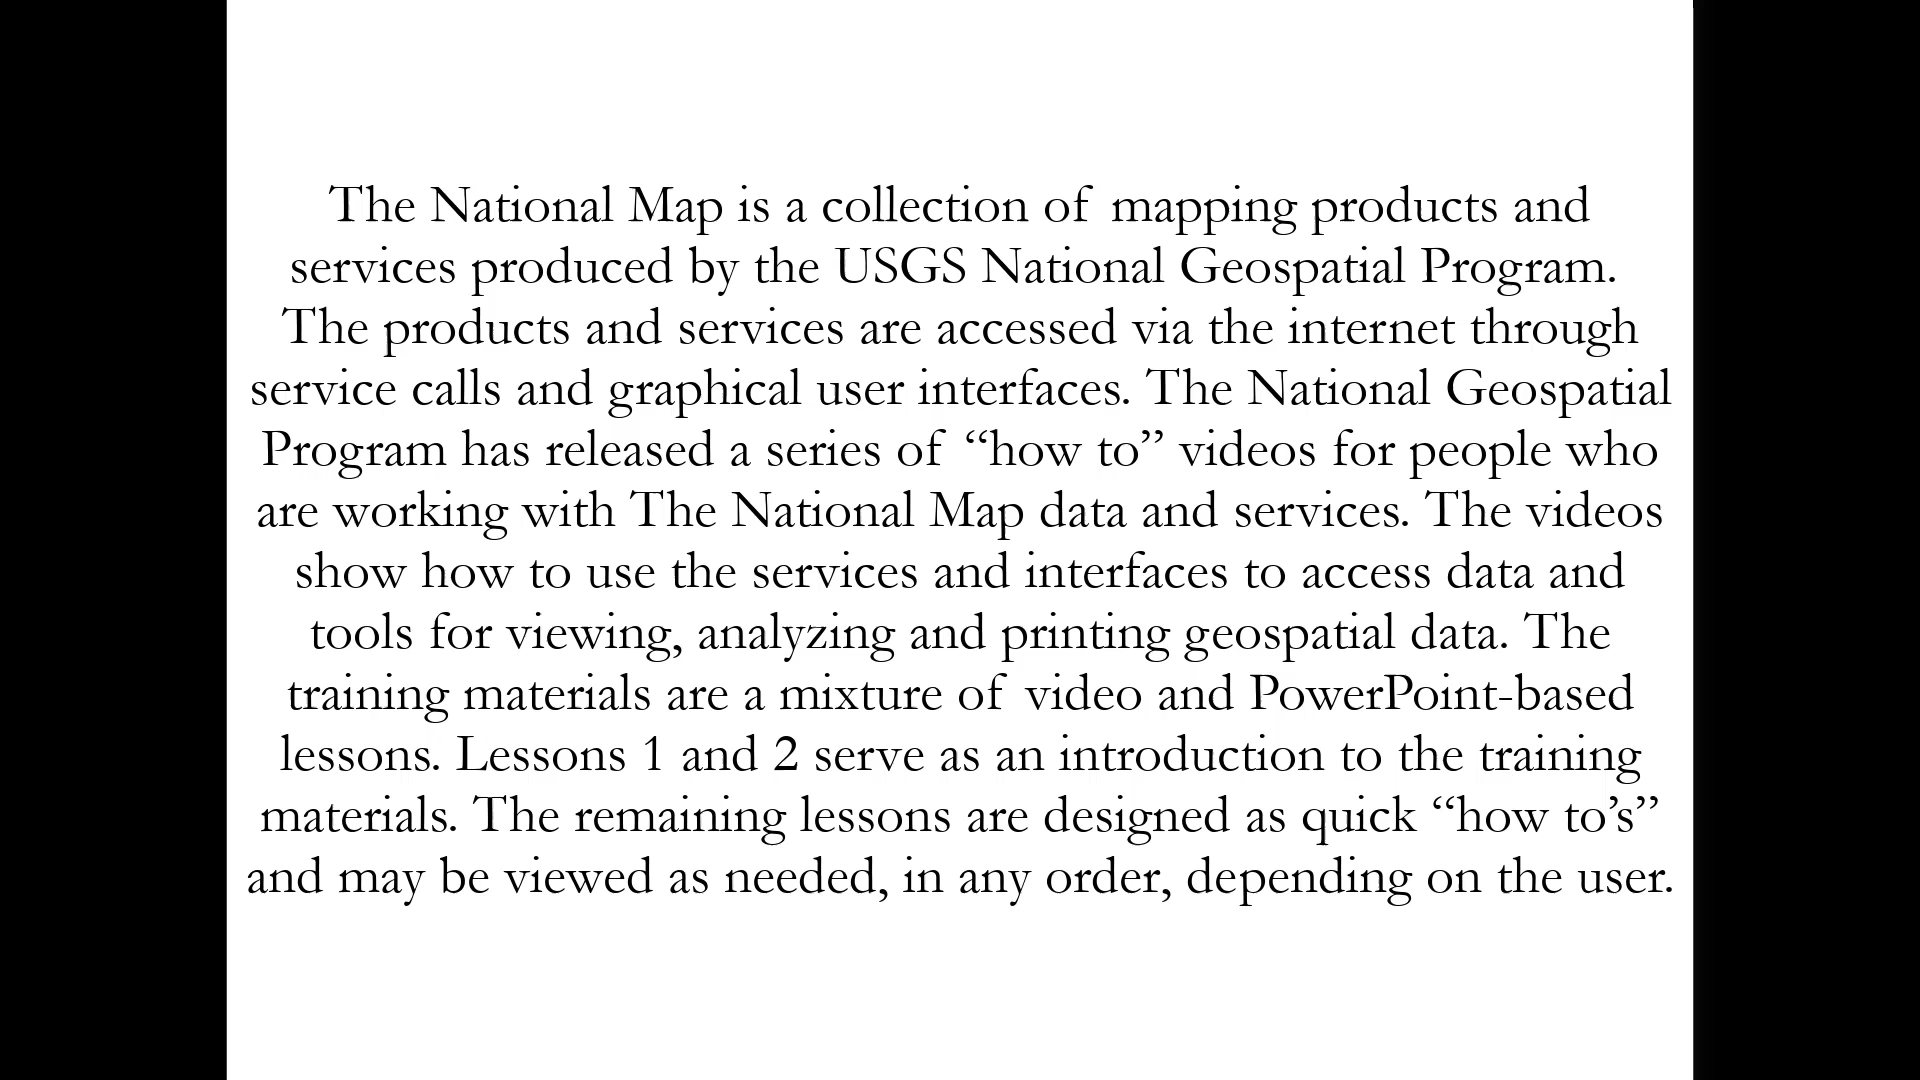 The National Map is a collection of mapping products and
services produced by the USGS National Geospatial Program.
The products and services are accessed via the internet through
service calls and graphical user interfaces. The National Geospatial
Program has released a series of “how to” videos for people who
are working with The National Map data and services. The videos
show how to use the services and interfaces to access data and
tools for viewing, analyzing and printing geospatial data. The
training materials are a mixture of video and PowerPoint-based
lessons. Lessons 1 and 2 serve as an introduction to the training
materials. The remaining lessons are designed as quick “how to’s”
and may be viewed as needed, in any order, depending on the user.